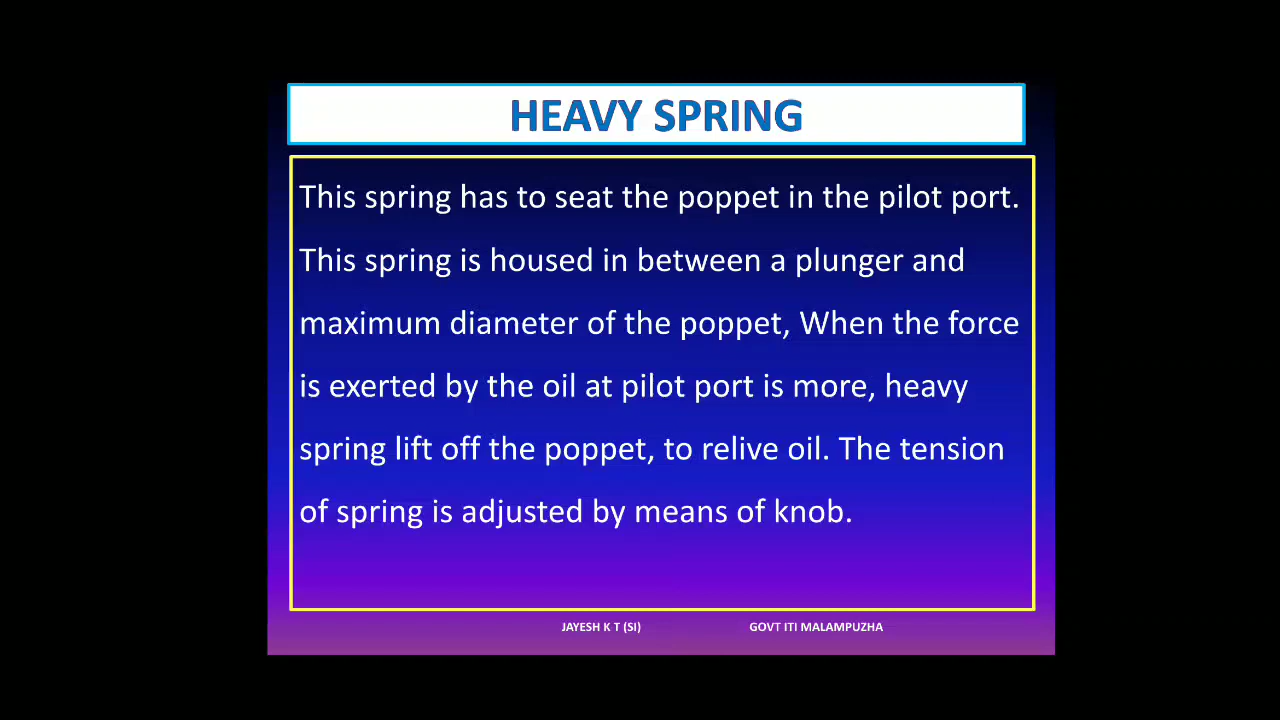 HEAVY SPRING
This spring has to seat the poppet in the pilot port.
This spring is housed in between a plunger and
maximum diameter of the poppet, When the force
is exerted by the oil at pilot port is more, heavy
spring lift off the poppet, to relive oil. The tension
of spring is adjusted by means of knob.
JAYESH K T (SI) GOVT ITI MALAMPUZHA